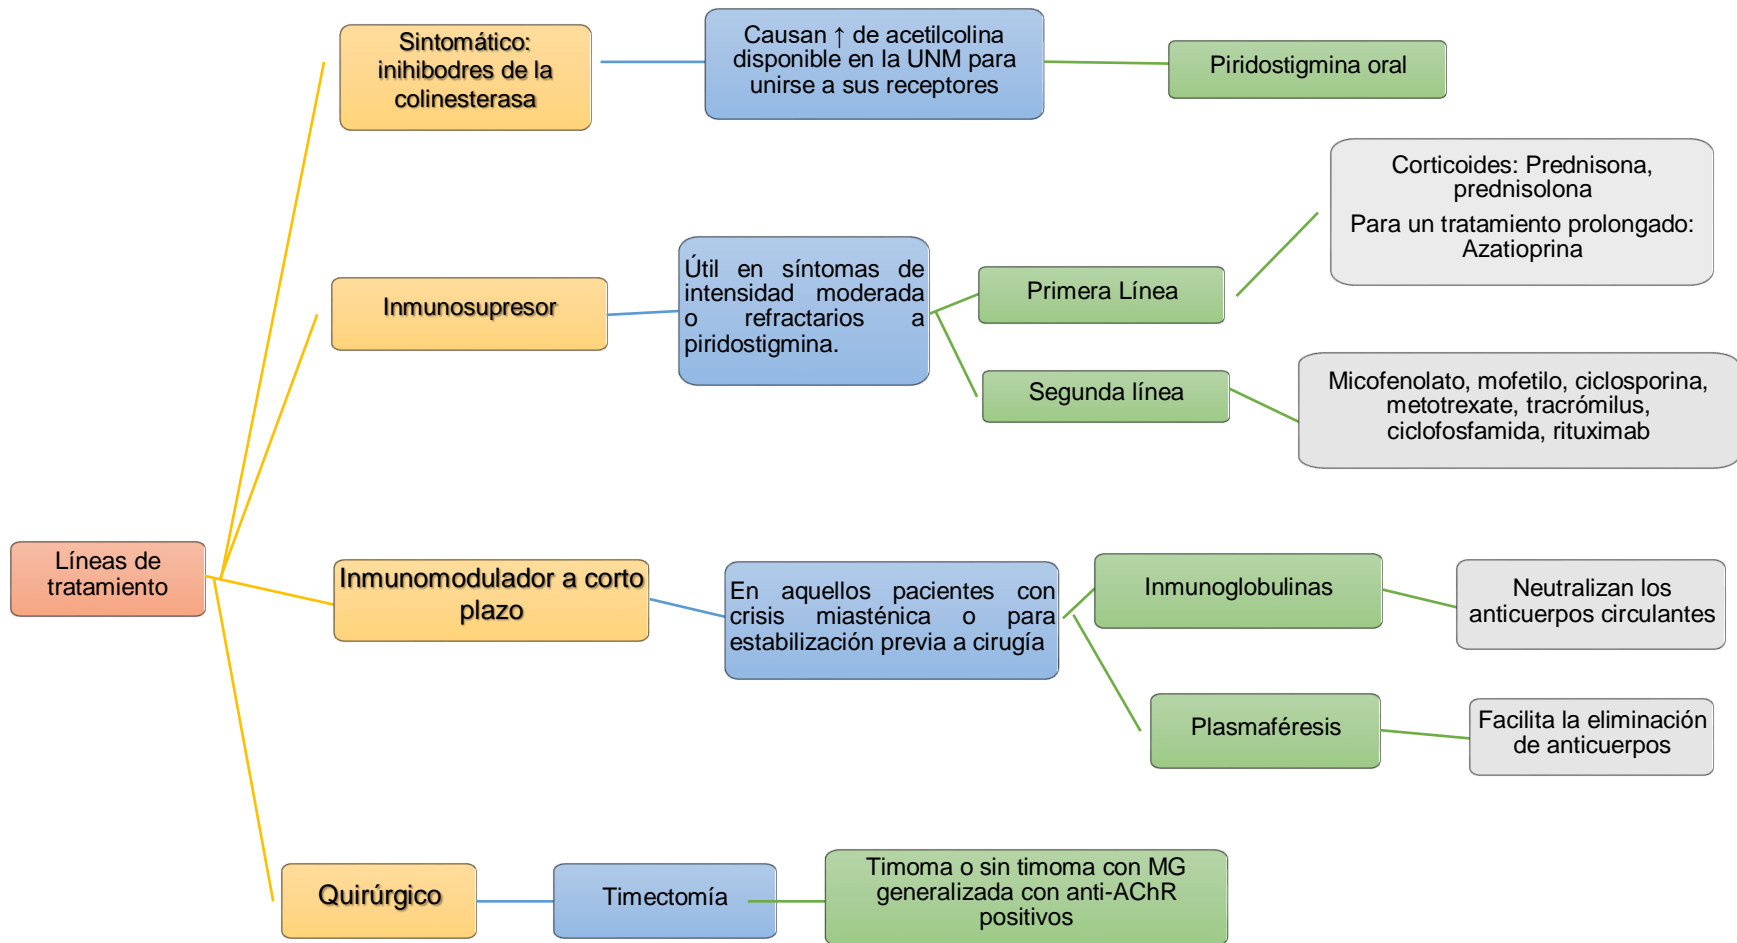 Sintomático:
inihibodres de la
colinesterasa
Causan ↑ de acetilcolina
disponible en la UNM para
unirse a sus receptores
Piridostigmina oral
Inmunosupresor
Útil en síntomas de
intensidad moderada
o refractarios a
piridostigmina.
Primera Línea
Corticoides: Prednisona,
prednisolona
Para un tratamiento prolongado:
Azatioprina
Segunda línea
Micofenolato, mofetilo, ciclosporina,
metotrexate, tracrómilus,
ciclofosfamida, rituximab
Líneas de
tratamiento
Inmunomodulador a corto
plazo
En aquellos pacientes con
crisis miasténica o para
estabilización previa a cirugía
Inmunoglobulinas
Neutralizan los
anticuerpos circulantes
Plasmaféresis
Facilita la eliminación
de anticuerpos
Quirúrgico
Timectomía
Timoma o sin timoma con MG
generalizada con anti-AChR
positivos